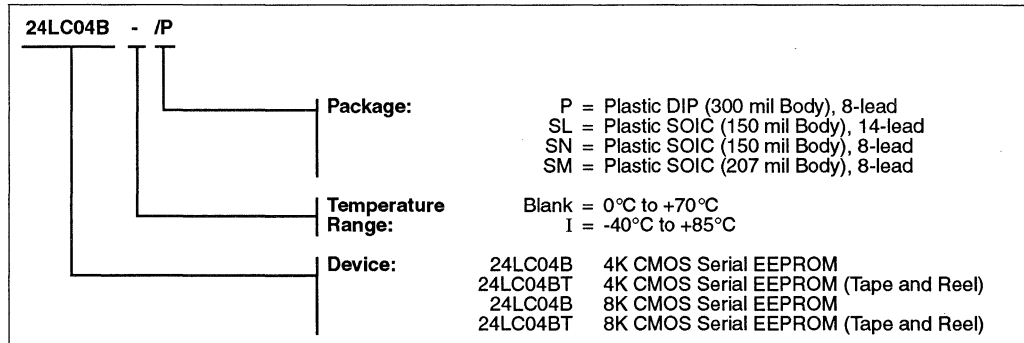 24LC04B - /P
Package: P = Plastic DIP (300 mil Body), 8-lead
SL = Plastic SOIC (150 mil Body), 14-lead
SN = Plastic SOIC (150 mil Body), 8-lead
SM = Plastic SOIC (207 mil Body), 8-lead
Temperature Blank = 0°C to +70°C
Range: I = -40°C to +85°C
Device: 24LC04B 4K CMOS Serial EEPROM
24LC04BT 4K CMOS Serial EEPROM (Tape and Reel)
24LC04B 8K CMOS Serial EEPROM
24LC04BT 8K CMOS Serial EEPROM (Tape and Reel)